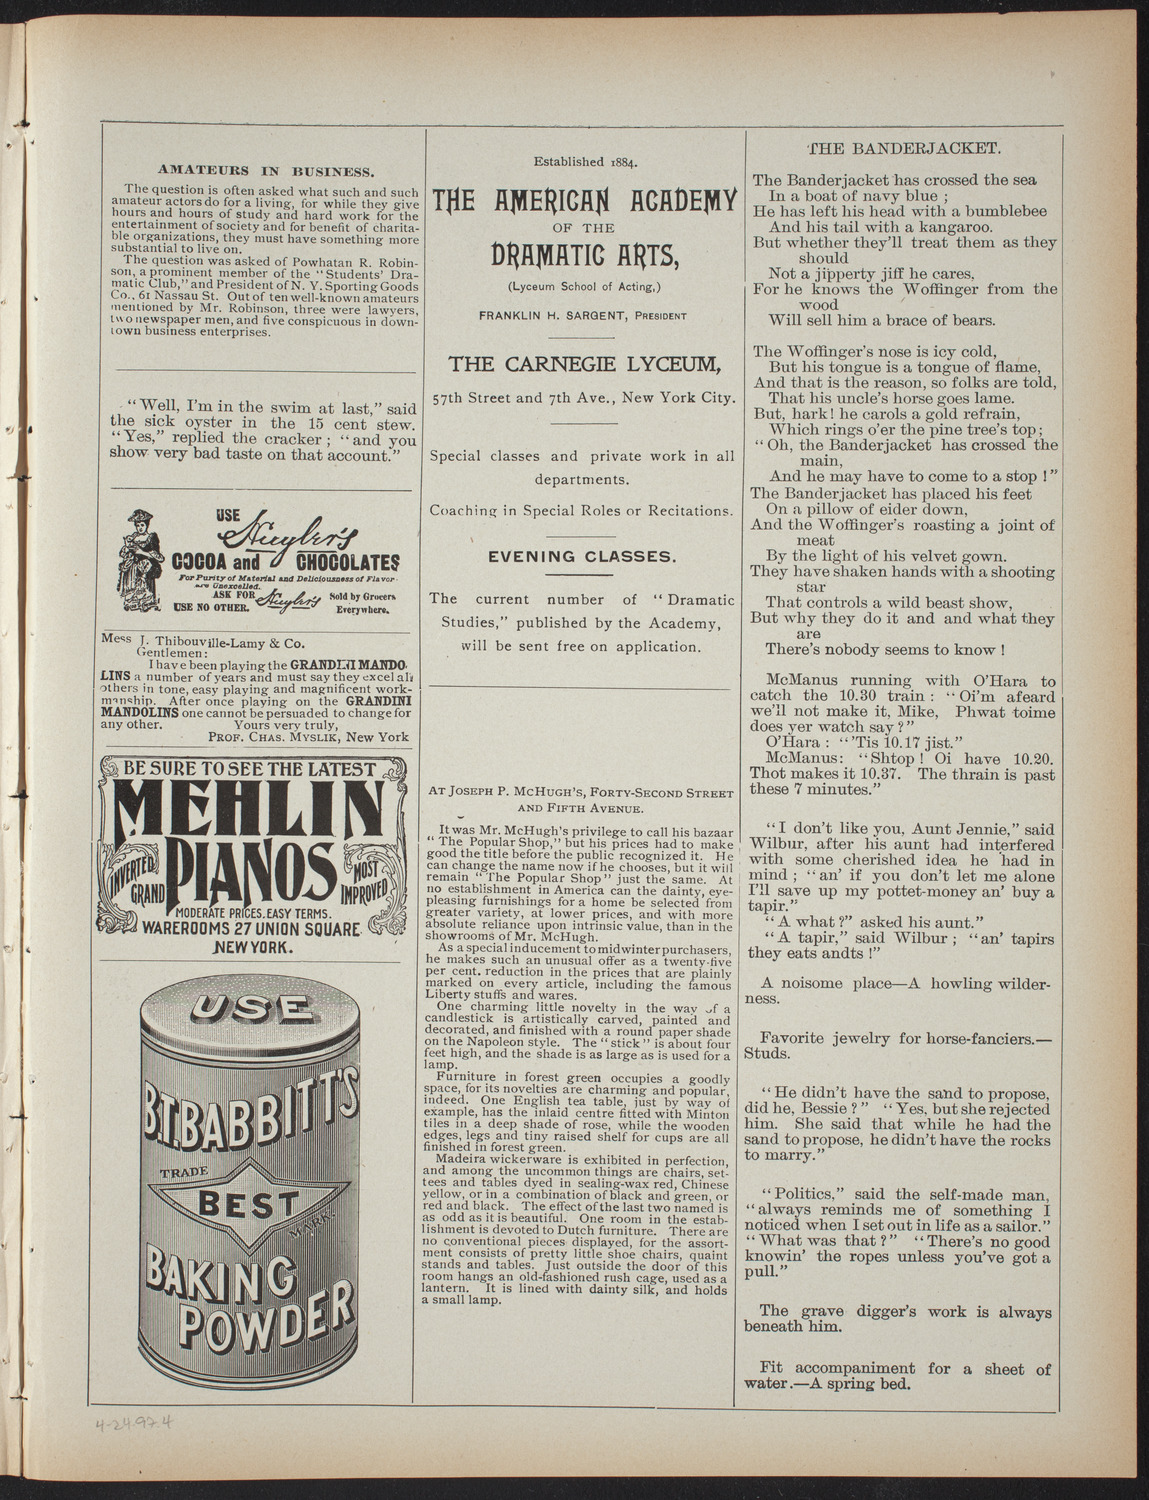 AMATEURS IN BUSINESS.
The question is often asked what such and such
amateur actors do for a living, for while they give
hours and hours of study and hard work for the
entertainment of society and for benefit of charita-
ble organizations, they must have something more
substantial to live on.
The question was asked of Powhatan R. Robin-
son, a prominent member of the "Students' Dra-
matic Club," and President of N. Y. Sporting Goods
Co., 61 Nassau St. Out of ten well-known amateurs
mentioned by Mr. Robinson, three were lawyers,
two newspaper men, and five conspicuous in down-
town business enterprises.
"Well, I'm in the swim at last," said
the sick oyster in the 15 cent stew.
"Yes," replied the cracker; "and you
show very bad taste on that account."
USE
Huyler's
COCOA and CHOCOLATES
For Purity of Material and Deliciousness of Flavor
are Unexcelled.
ASK FOR Huyler's Sold by Grocers
USE NO OTHER. Everywhere.
Mess J. Thibouville-Lamy & Co.
Gentlemen:
I have been playing the GRANDINI MANDO-
LINS a number of years and must say they excel all
others in tone, easy playing and magnificent work-
manship. After once playing on the GRANDINI
MANDOLINS one cannot be persuaded to change for
any other. Yours very truly,
PROF. CHAS. MYSLIK, New York
BE SURE TO SEE THE LATEST
MEHLIN
PIANOS
INVERTED
GRAND
MOST
IMPROVED
MODERATE PRICES. EASY TERMS.
WAREROOMS 27 UNION SQUARE
NEW YORK.
USE
B.T. BABBITT'S
TRADE
BEST
MARK.
BAKING
POWDER
Established 1884.
THE AMERICAN ACADEMY
OF THE
DRAMATIC ARTS,
(Lyceum School of Acting,)
FRANKLIN H. SARGENT, PRESIDENT
THE CARNEGIE LYCEUM,
57th Street and 7th Ave., New York City.
Special classes and private work in all
departments.
Coaching in Special Roles or Recitations.
EVENING CLASSES.
The current number of "Dramatic
Studies," published by the Academy,
will be sent free on application.
AT JOSEPH P. MCHUGH'S, FORTY-SECOND STREET
AND FIFTH AVENUE.
It was Mr. McHugh's privilege to call his bazaar
"The Popular Shop," but his prices had to make
good the title before the public recognized it. He
can change the name now if he chooses, but it will
remain "The Popular Shop" just the same. At
no establishment in America can the dainty, eye-
pleasing furnishings for a home be selected from
greater variety, at lower prices, and with more
absolute reliance upon intrinsic value, than in the
showrooms of Mr. McHugh.
As a special inducement to midwinter purchasers,
he makes such an unusual offer as a twenty-five
per cent. reduction in the prices that are plainly
marked on every article, including the famous
Liberty stuffs and wares.
One charming little novelty in the way of a
candlestick is artistically carved, painted and
decorated, and finished with a round paper shade
on the Napoleon style. The "stick" is about four
feet high, and the shade is as large as is used for a
lamp.
Furniture in forest green occupies a goodly
space, for its novelties are charming and popular,
indeed. One English tea table, just by way of
example, has the inlaid centre fitted with Minton
tiles in a deep shade of rose, while the wooden
edges, legs and tiny raised shelf for cups are all
finished in forest green.
Madeira wickerware is exhibited in perfection,
and among the uncommon things are chairs, set-
tees and tables dyed in sealing-wax red, Chinese
yellow, or in a combination of black and green, or
red and black. The effect of the last two named is
as odd as it is beautiful. One room in the estab-
lishment is devoted to Dutch furniture. There are
no conventional pieces displayed, for the assort-
ment consists of pretty little shoe chairs, quaint
stands and tables. Just outside the door of this
room hangs an old-fashioned rush cage, used as a
lantern. It is lined with dainty silk, and holds
a small lamp.
THE BANDERJACKET.
The Banderjacket has crossed the sea
In a boat of navy blue;
He has left his head with a bumblebee
And his tail with a kangaroo.
But whether they'll treat them as they
should
Not a jipperty jiff he cares,
For he knows the Woffinger from the
wood
Will sell him a brace of bears.
The Woffinger's nose is icy cold,
But his tongue is a tongue of flame,
And that is the reason, so folks are told,
That his uncle's horse goes lame.
But, hark! he carols a gold refrain,
Which rings o'er the pine tree's top;
"Oh, the Banderjacket has crossed the
main,
And he may have to come to a stop!"
The Banderjacket has placed his feet
On a pillow of eider down,
And the Woffinger's roasting a joint of
meat
By the light of his velvet gown.
They have shaken hands with a shooting
star
That controls a wild beast show,
But why they do it and and what they
are
There's nobody seems to know!
McManus running with O'Hara to
catch the 10.30 train: "Oi'm afeard
we'll not make it, Mike, Phwat toime
does yer watch say?"
O'Hara: "'Tis 10.17 jist."
McManus: "Shtop! Oi have 10.20.
Thot makes it 10.37. The thrain is past
these 7 minutes."
"I don't like you, Aunt Jennie," said
Wilbur, after his aunt had interfered
with some cherished idea he had in
mind; "an' if you don't let me alone
I'll save up my pottet-money an' buy a
tapir."
"A what?" asked his aunt."
"A tapir," said Wilbur; "an' tapirs
they eats andts!"
A noisome place—A howling wilder-
ness.
Favorite jewelry for horse-fanciers.—
Studs.
"He didn't have the sand to propose,
did he, Bessie?" "Yes, but she rejected
him. She said that while he had the
sand to propose, he didn't have the rocks
to marry."
"Politics," said the self-made man,
"always reminds me of something I
noticed when I set out in life as a sailor."
"What was that?" "There's no good
knowin' the ropes unless you've got a
pull."
The grave digger's work is always
beneath him.
Fit accompaniment for a sheet of
water.—A spring bed.
4-24-97.4